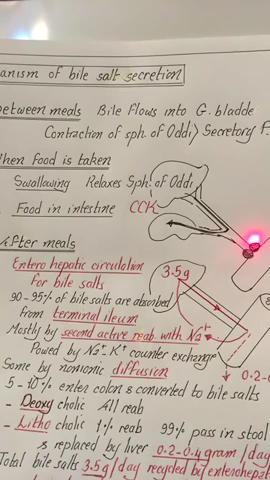 anism of bile salt secretion
between meals Bile flows into G. bladde
Contraction of sph. of Oddi > Secretory F.
When Food is taken
Swallowing Relaxes Sph. of Oddi
Food in intestine CCK
After meals
Entero hepatic circulation
for bile salts
3.5g
90-95% of bile salts are absorbed
from terminal ileum
Mostly by second active reab with Na+
Powed by Na+-K+ counter exchange
Some by nonionic diffusion
0.2-0
5-10% enter colon & converted to bile salts
- Deoxy cholic All reab
- Litho cholic 1% reab 99% pass in stool
& replaced by liver 0.2-0.4 gram/day
Total bile salts 3.5g/day recycled by enterohepat